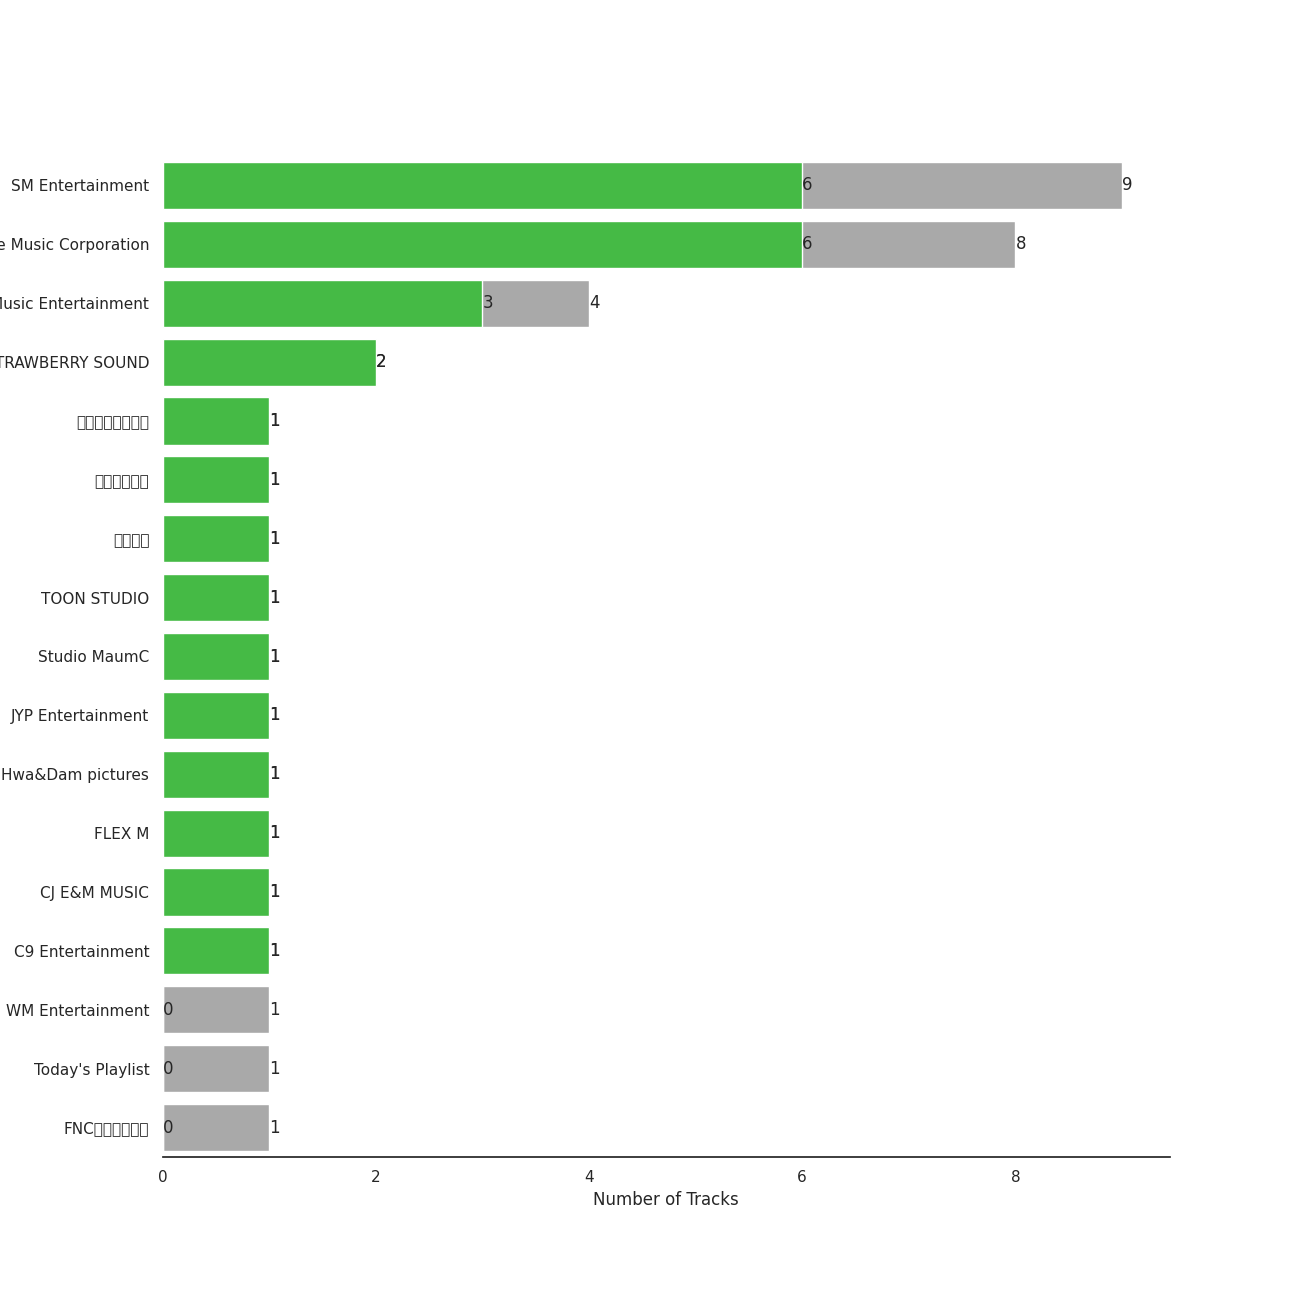 SM Entertainment
6
9
Music Corporation
6
8
Entertainment
3
4
SOUND
2
1
1
1
TOON STUDIO
1
Studio MaumC
1
JYP Entertainment
1
Hwa&Dam pictures
1
FLEX M
1
CJ E&M MUSIC
1
C9 Entertainment
1
WM Entertainment
0
1
Today's Playlist
0
1
FNC
0
1
0
2
4
6
8
Number of Tracks